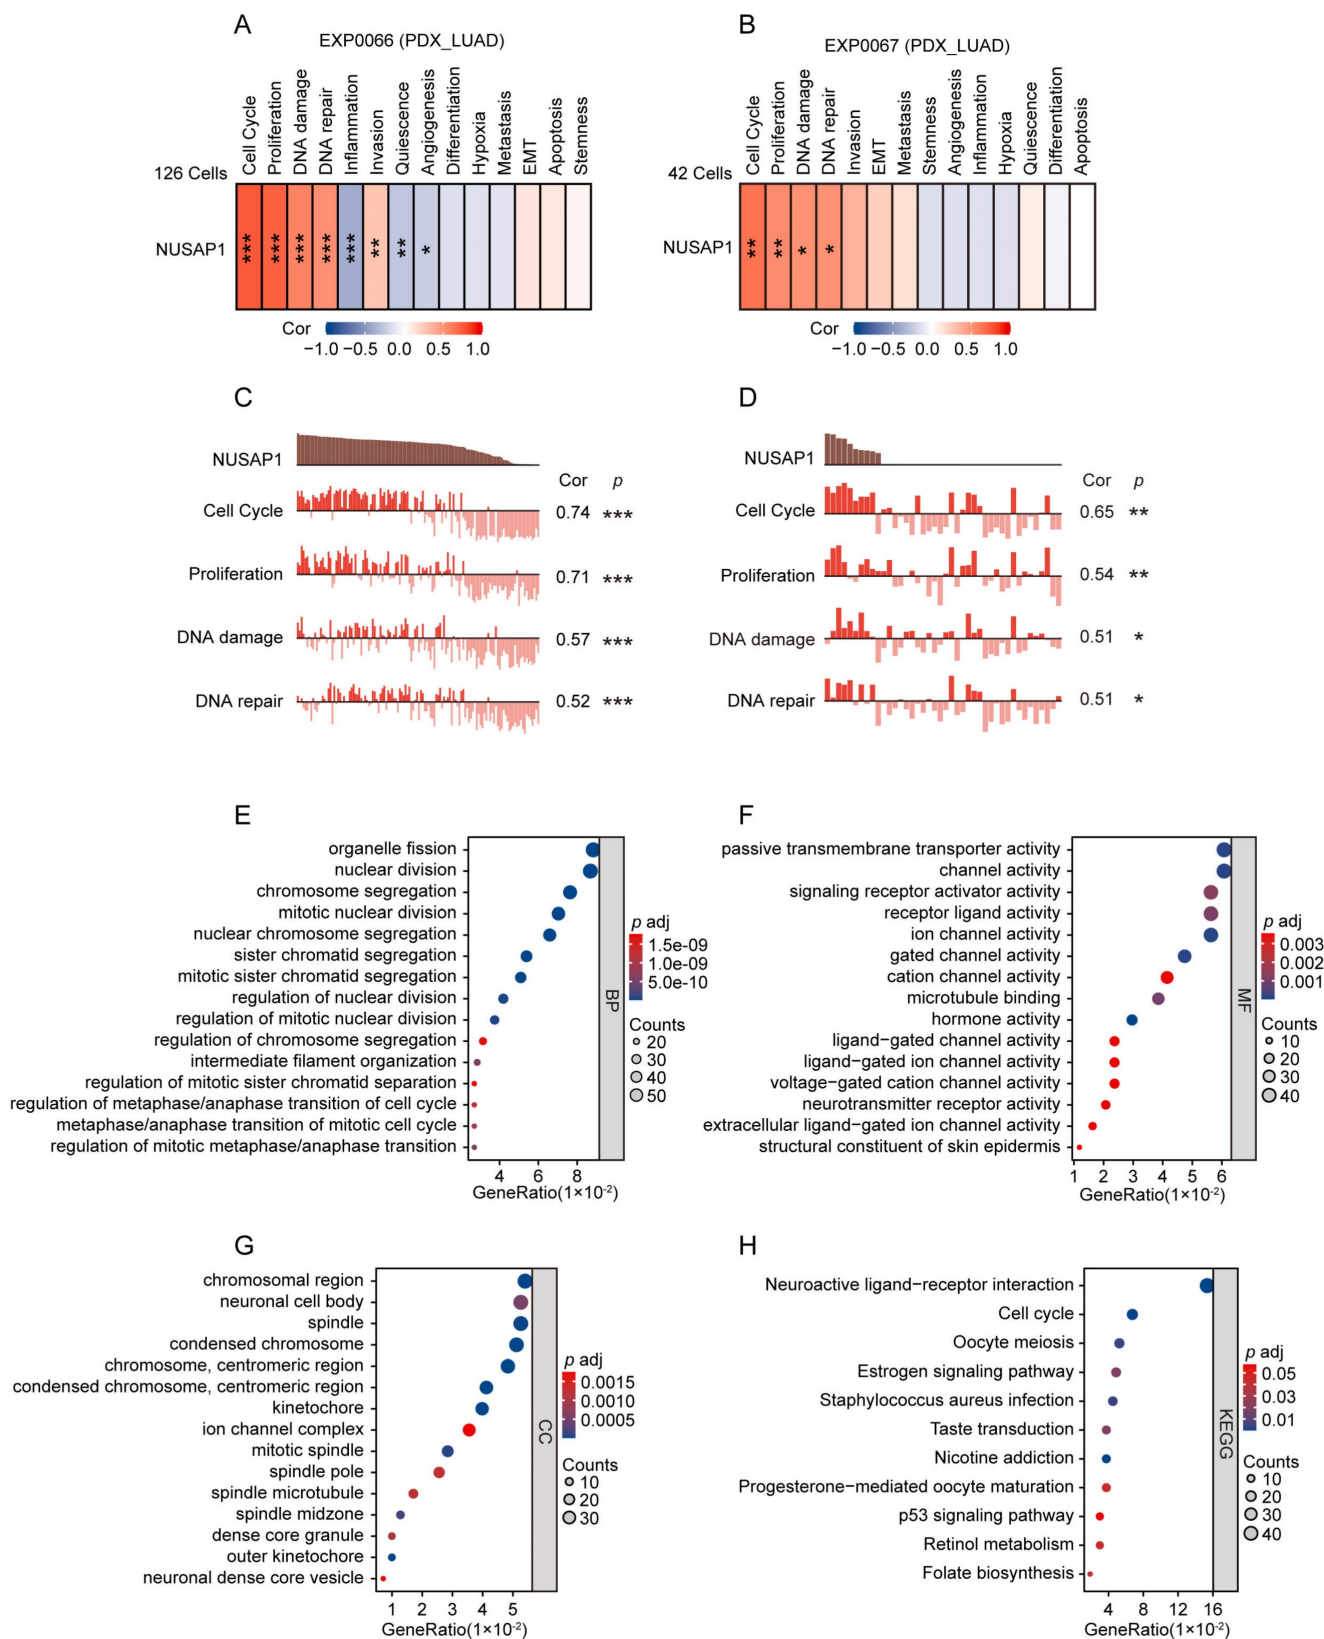 A
EXP0066 (PDX_LUAD)
Cell Cycle
Proliferation
DNA damage
DNA repair
Inflammation
Invasion
Quiescence
Angiogenesis
Differentiation
Hypoxia
Metastasis
EMT
Apoptosis
Stemness
126 Cells
NUSAP1
***
***
***
***
***
**
**
*
Cor
−1.0 −0.5 0.0 0.5 1.0
B
EXP0067 (PDX_LUAD)
Cell Cycle
Proliferation
DNA damage
DNA repair
Invasion
EMT
Metastasis
Stemness
Angiogenesis
Inflammation
Hypoxia
Quiescence
Differentiation
Apoptosis
42 Cells
NUSAP1
**
**
*
*
Cor
−1.0 −0.5 0.0 0.5 1.0
C
NUSAP1
Cor p
Cell Cycle 0.74 ***
Proliferation 0.71 ***
DNA damage 0.57 ***
DNA repair 0.52 ***
D
NUSAP1
Cor p
Cell Cycle 0.65 **
Proliferation 0.54 **
DNA damage 0.51 *
DNA repair 0.51 *
E
organelle fission
nuclear division
chromosome segregation
mitotic nuclear division
nuclear chromosome segregation
sister chromatid segregation
mitotic sister chromatid segregation
regulation of nuclear division
regulation of mitotic nuclear division
regulation of chromosome segregation
intermediate filament organization
regulation of mitotic sister chromatid separation
regulation of metaphase/anaphase transition of cell cycle
metaphase/anaphase transition of mitotic cell cycle
regulation of mitotic metaphase/anaphase transition
4 6 8
GeneRatio(1×10-2)
BP
p adj
1.5e-09
1.0e-09
5.0e-10
Counts
20
30
40
50
F
passive transmembrane transporter activity
channel activity
signaling receptor activator activity
receptor ligand activity
ion channel activity
gated channel activity
cation channel activity
microtubule binding
hormone activity
ligand−gated channel activity
ligand−gated ion channel activity
voltage−gated cation channel activity
neurotransmitter receptor activity
extracellular ligand−gated ion channel activity
structural constituent of skin epidermis
1 2 3 4 5 6
GeneRatio(1×10-2)
MF
p adj
0.003
0.002
0.001
Counts
10
20
30
40
G
chromosomal region
neuronal cell body
spindle
condensed chromosome
chromosome, centromeric region
condensed chromosome, centromeric region
kinetochore
ion channel complex
mitotic spindle
spindle pole
spindle microtubule
spindle midzone
dense core granule
outer kinetochore
neuronal dense core vesicle
1 2 3 4 5
GeneRatio(1×10-2)
CC
p adj
0.0015
0.0010
0.0005
Counts
10
20
30
H
Neuroactive ligand−receptor interaction
Cell cycle
Oocyte meiosis
Estrogen signaling pathway
Staphylococcus aureus infection
Taste transduction
Nicotine addiction
Progesterone−mediated oocyte maturation
p53 signaling pathway
Retinol metabolism
Folate biosynthesis
4 8 12 16
GeneRatio(1×10-2)
KEGG
p adj
0.05
0.03
0.01
Counts
10
20
30
40